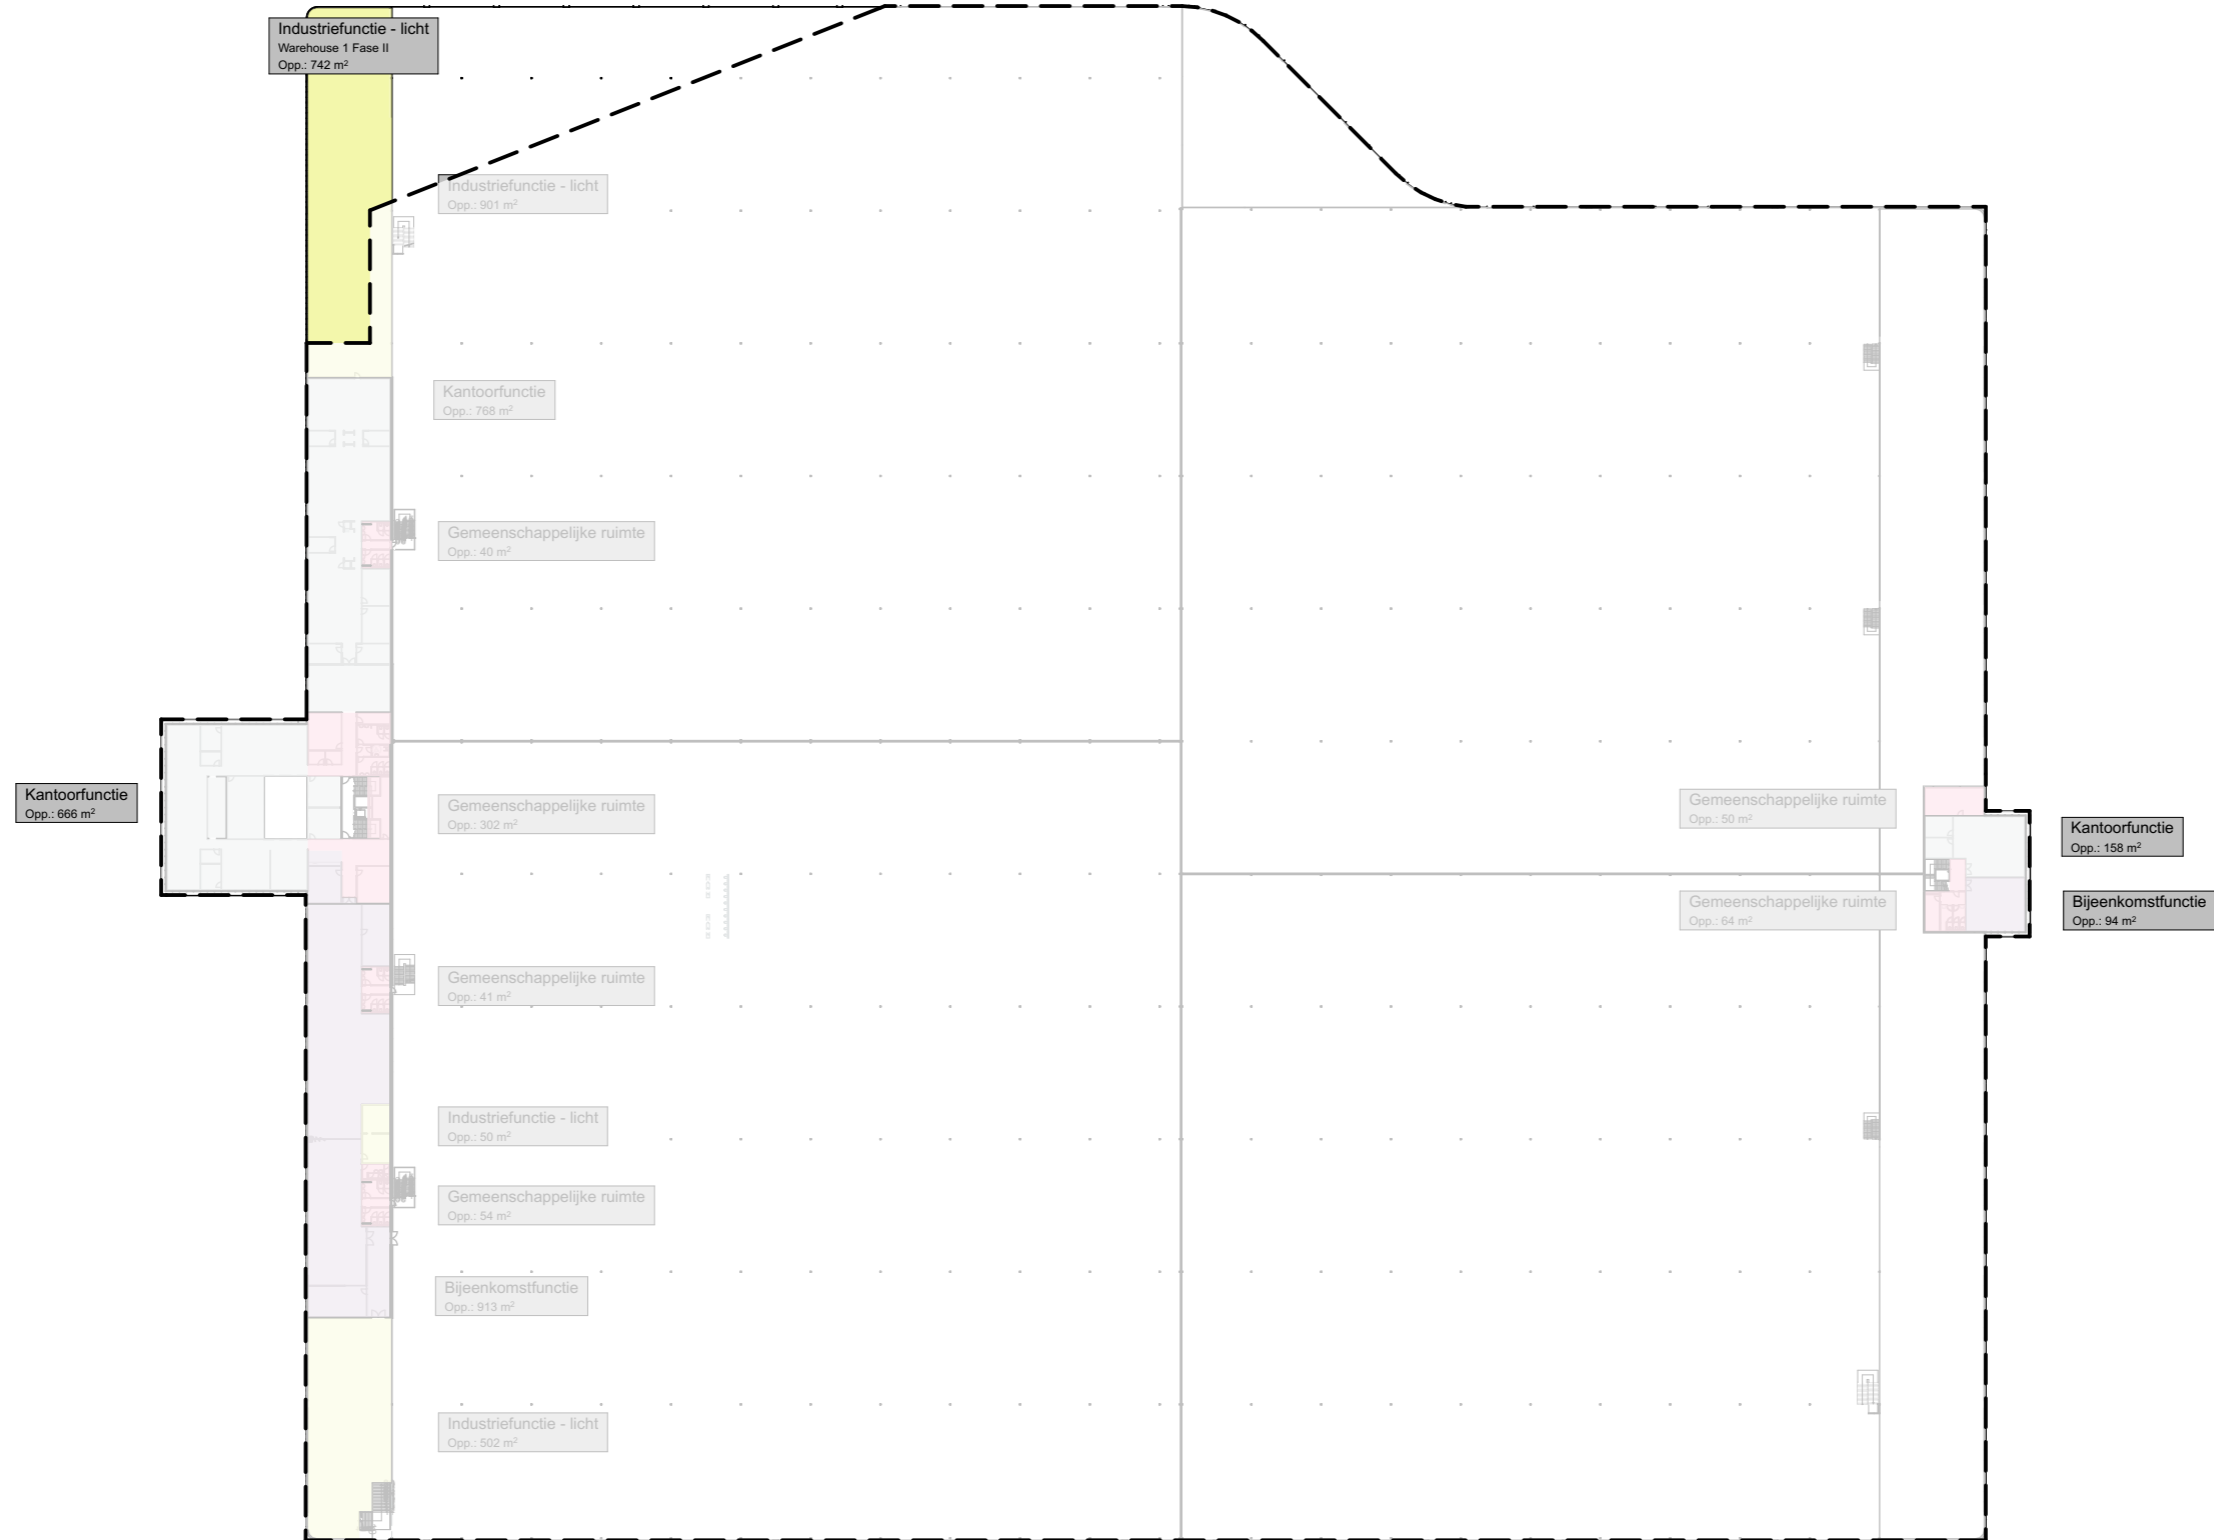 Industriefunctie - licht
Warehouse 1 Fase II
Opp.: 742 m²
Industriefunctie - licht
Opp.: 901 m²
Kantoorfunctie
Opp.: 768 m²
Gemeenschappelijke ruimte
Opp.: 40 m²
Kantoorfunctie
Opp.: 666 m²
Gemeenschappelijke ruimte
Opp.: 302 m²
Gemeenschappelijke ruimte
Opp.: 50 m²
Kantoorfunctie
Opp.: 158 m²
Gemeenschappelijke ruimte
Opp.: 64 m²
Bijeenkomstfunctie
Opp.: 94 m²
Gemeenschappelijke ruimte
Opp.: 41 m²
Industriefunctie - licht
Opp.: 50 m²
Gemeenschappelijke ruimte
Opp.: 54 m²
Bijeenkomstfunctie
Opp.: 913 m²
Industriefunctie - licht
Opp.: 502 m²